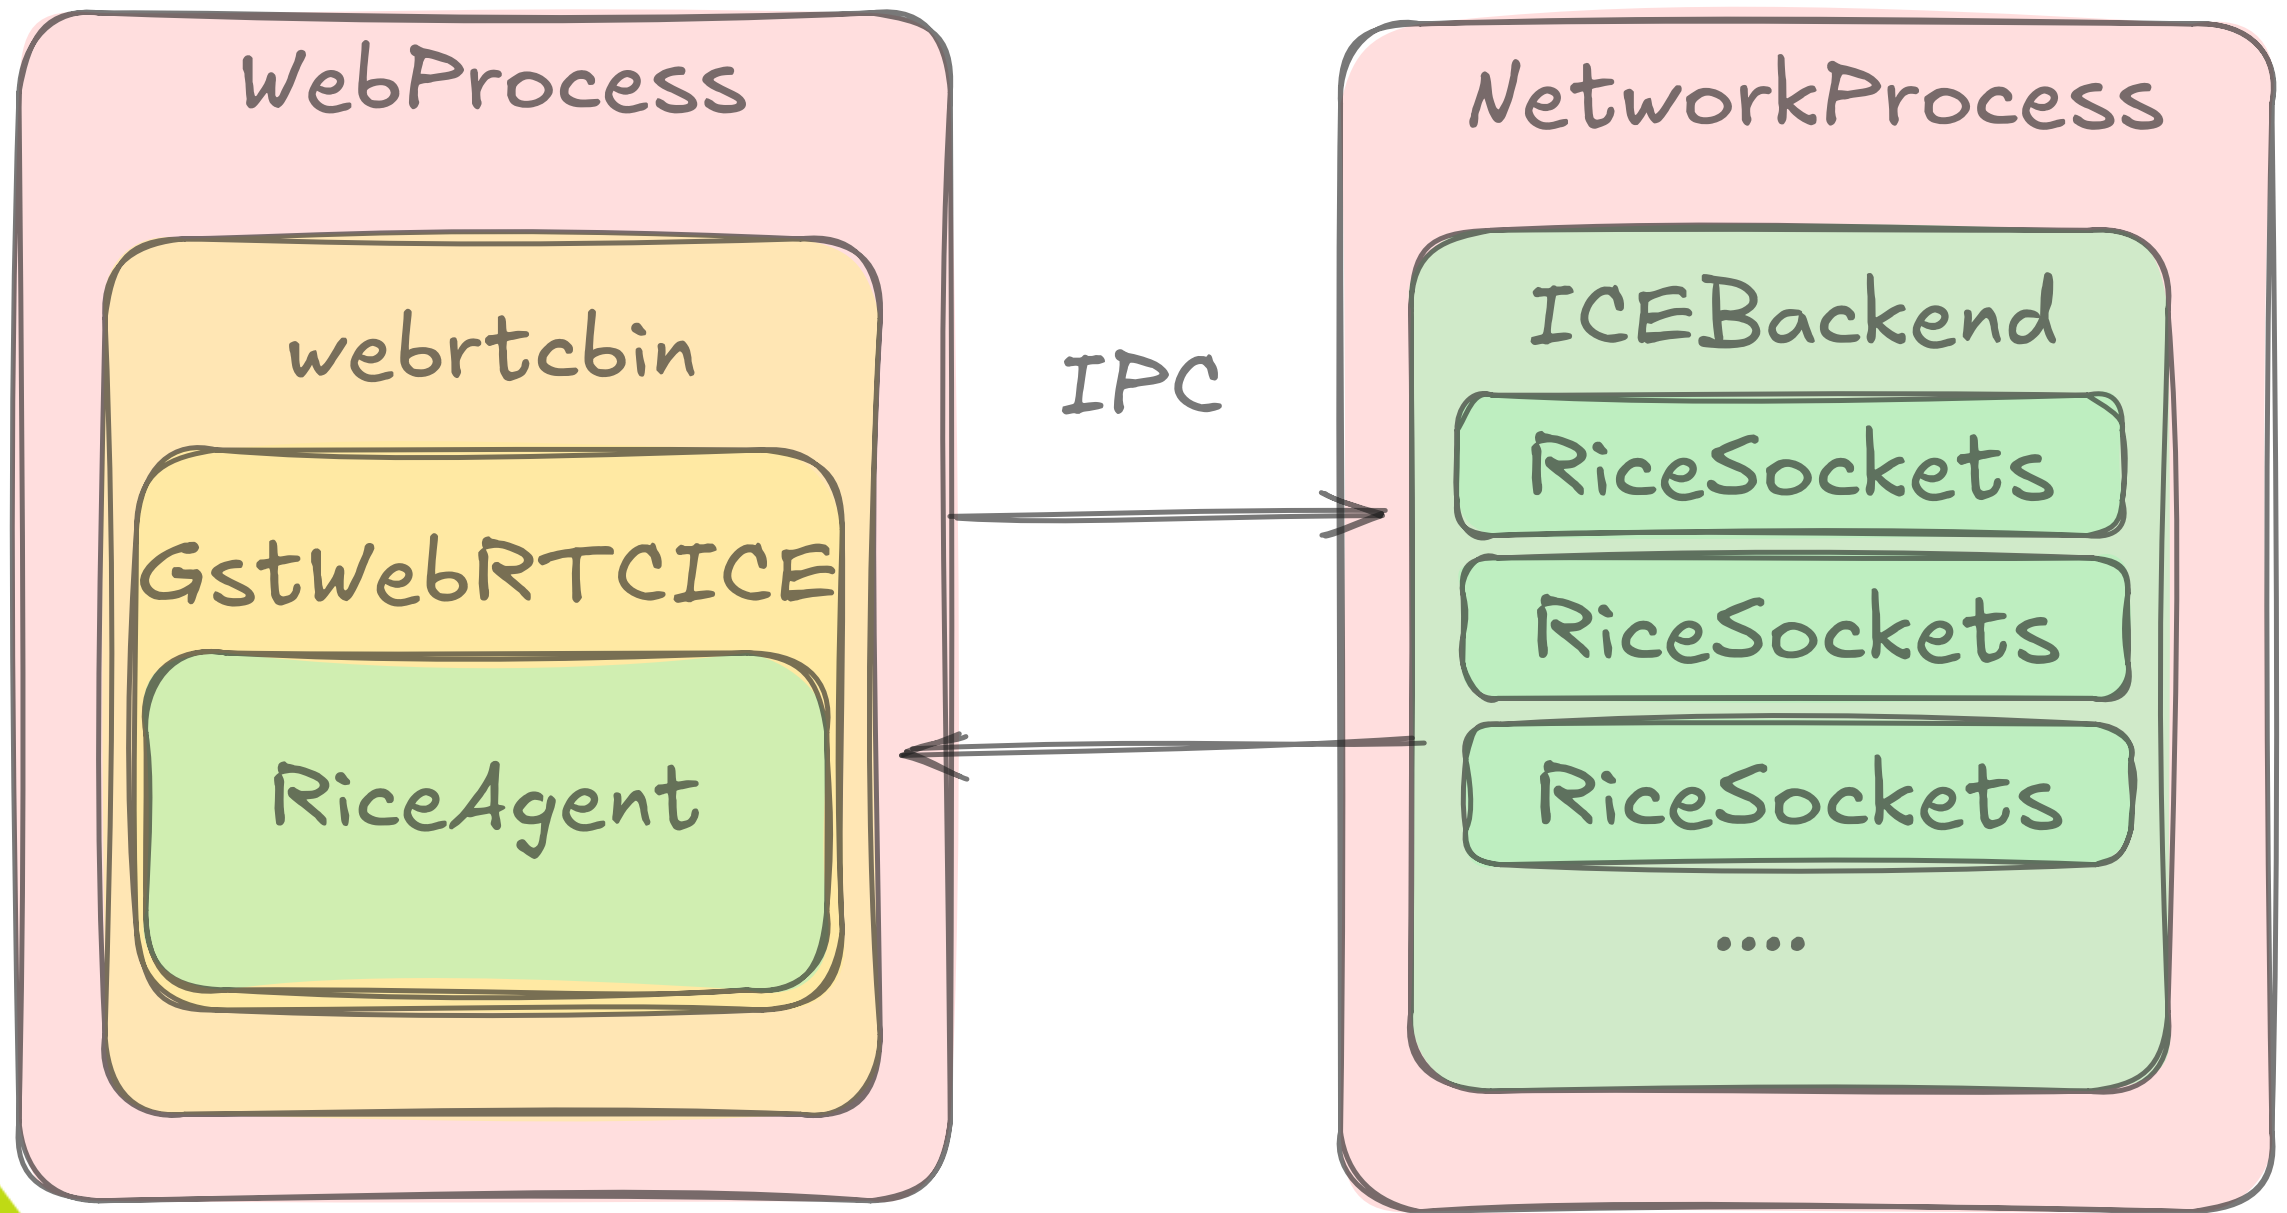 WebProcess
webrtcbin
GstWebRTCICE
RiceAgent
IPC
NetworkProcess
ICEBackend
RiceSockets
RiceSockets
RiceSockets
....